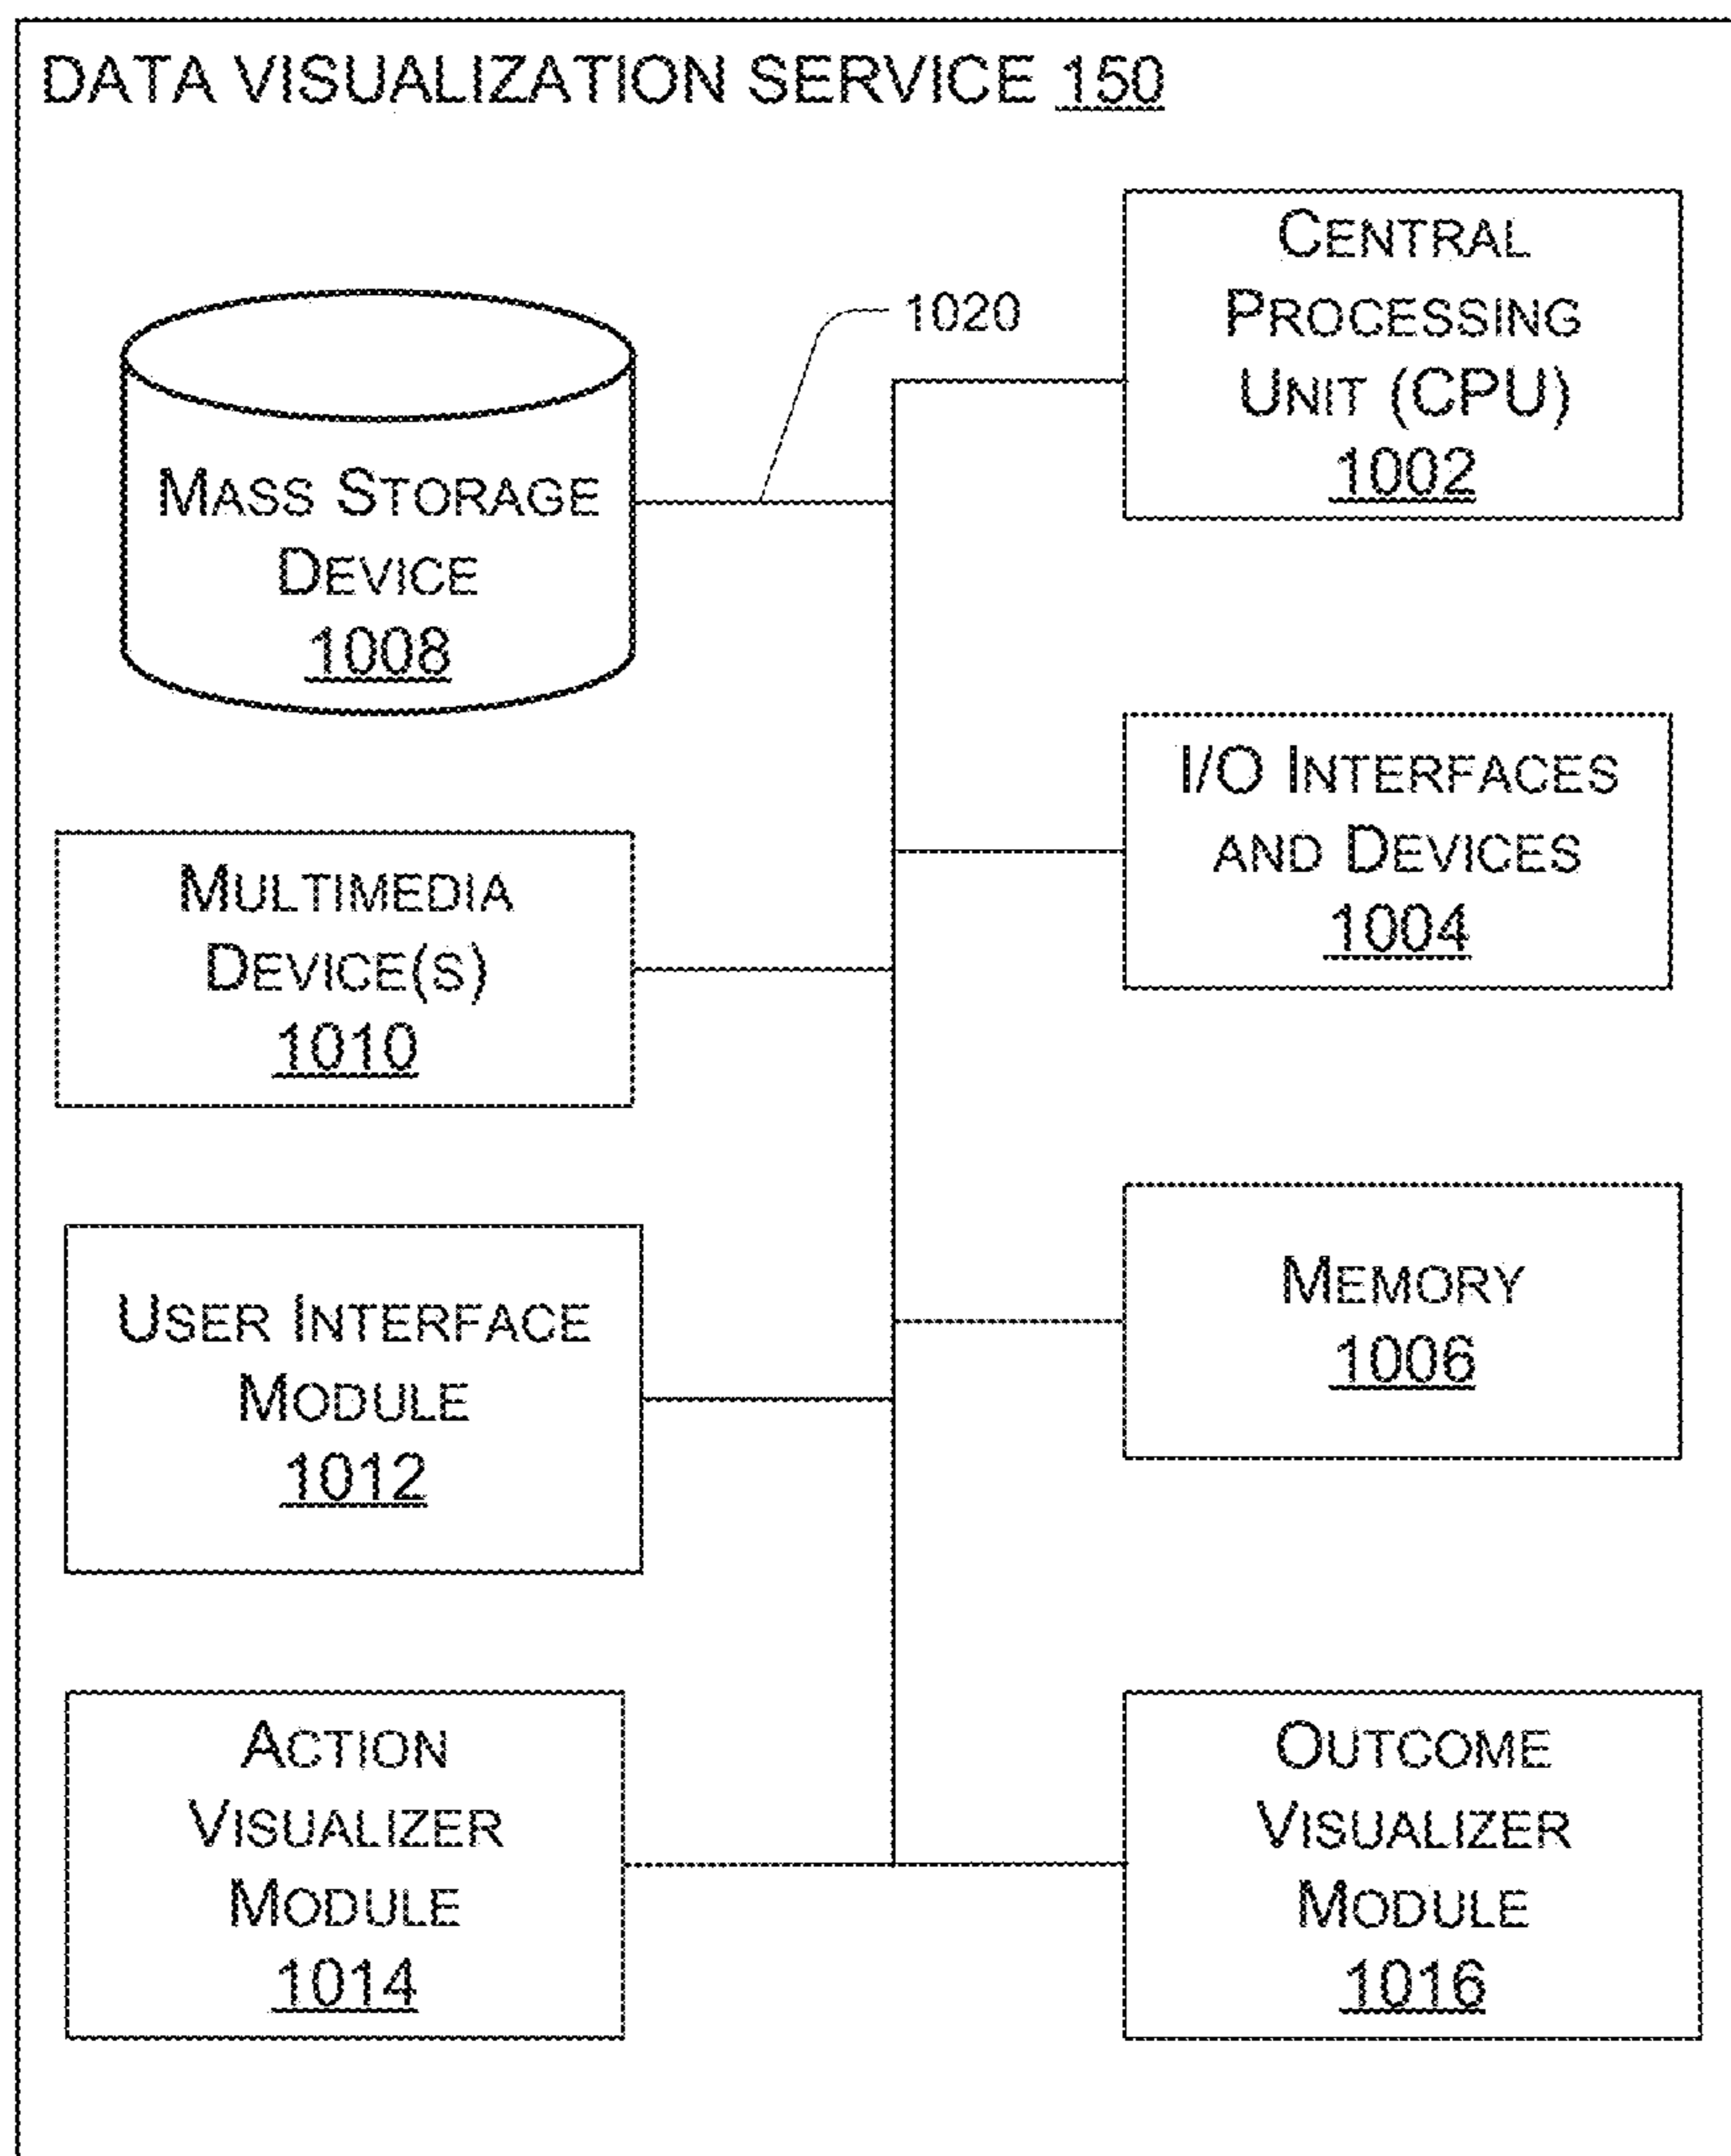 DATA VISUALIZATION SERVICE 150
CENTRAL
PROCESSING
UNIT (CPU)
1002
1020
MASS STORAGE
DEVICE
1008
I/O INTERFACES
AND DEVICES
1004
MULTIMEDIA
DEVICE(S)
1010
MEMORY
1006
USER INTERFACE
MODULE
1012
ACTION
VISUALIZER
MODULE
1014
OUTCOME
VISUALIZER
MODULE
1016